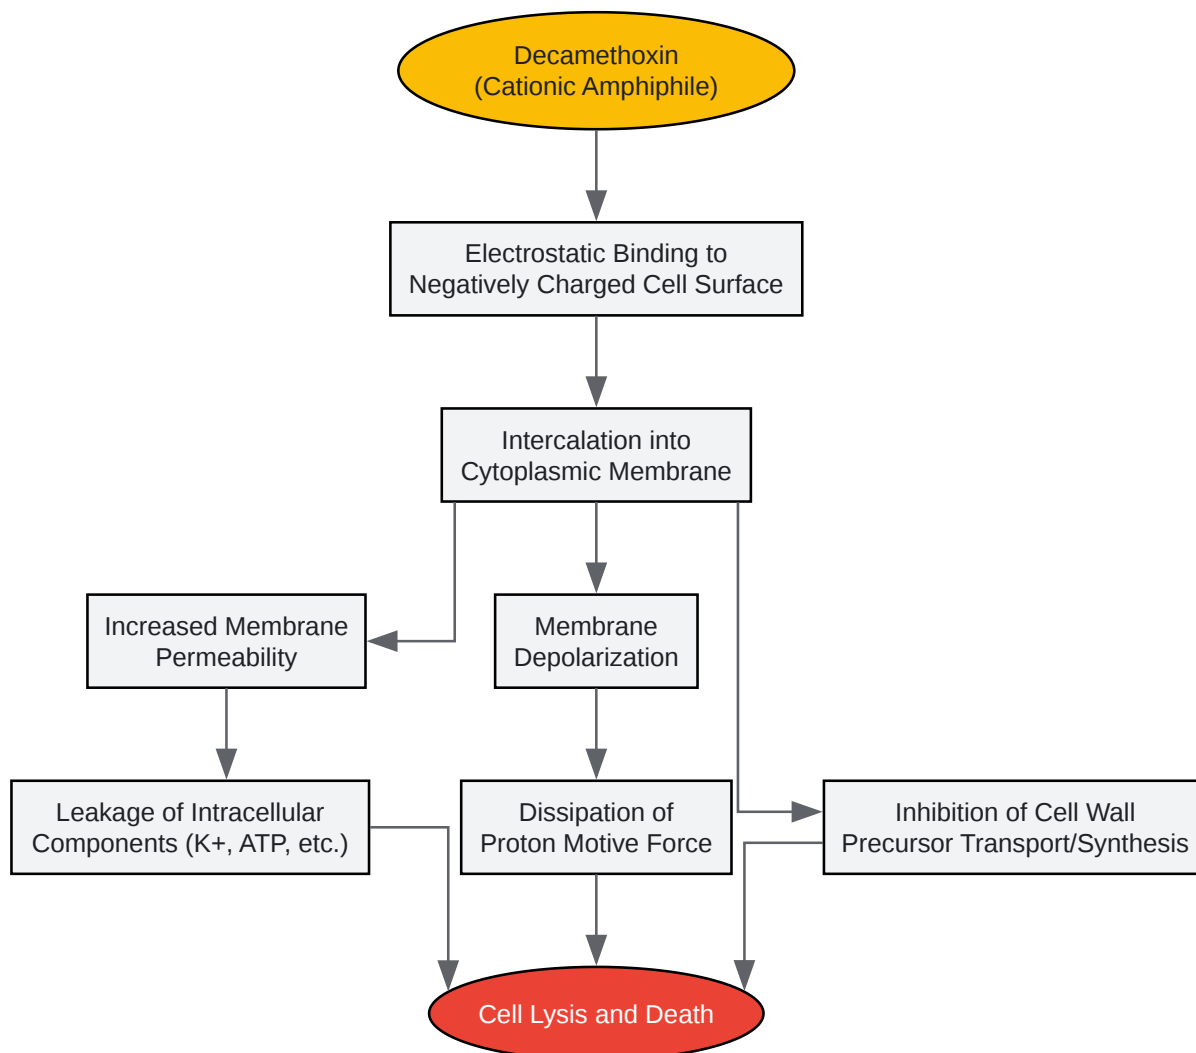 Decamethoxin
(Cationic Amphiphile)
Electrostatic Binding to
Negatively Charged Cell Surface
Intercalation into
Cytoplasmic Membrane
Increased Membrane
Permeability
Membrane
Depolarization
Leakage of Intracellular
Components (K+, ATP, etc.)
Dissipation of
Proton Motive Force
Inhibition of Cell Wall
Precursor Transport/Synthesis
Cell Lysis and Death